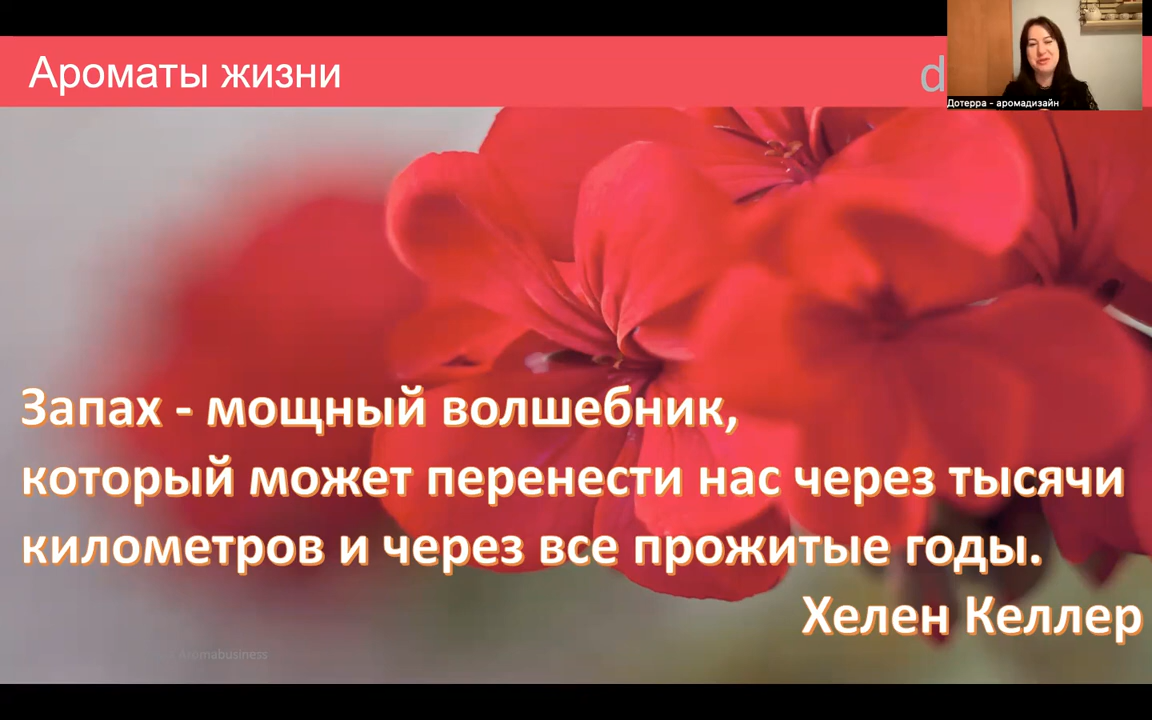 Ароматы жизни
d
Дотерра - аромадизайн
Запах - мощный волшебник,
который может перенести нас через тысячи
километров и через все прожитые годы.
Хелен Келлер
Aromabusiness